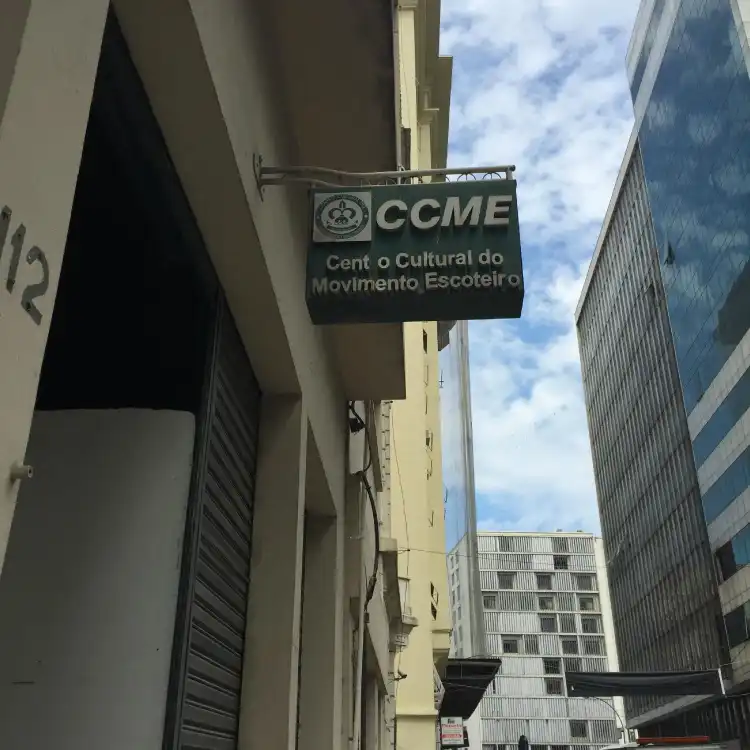 112
CCME
Cent o Cultural do
Movimento Escoteiro